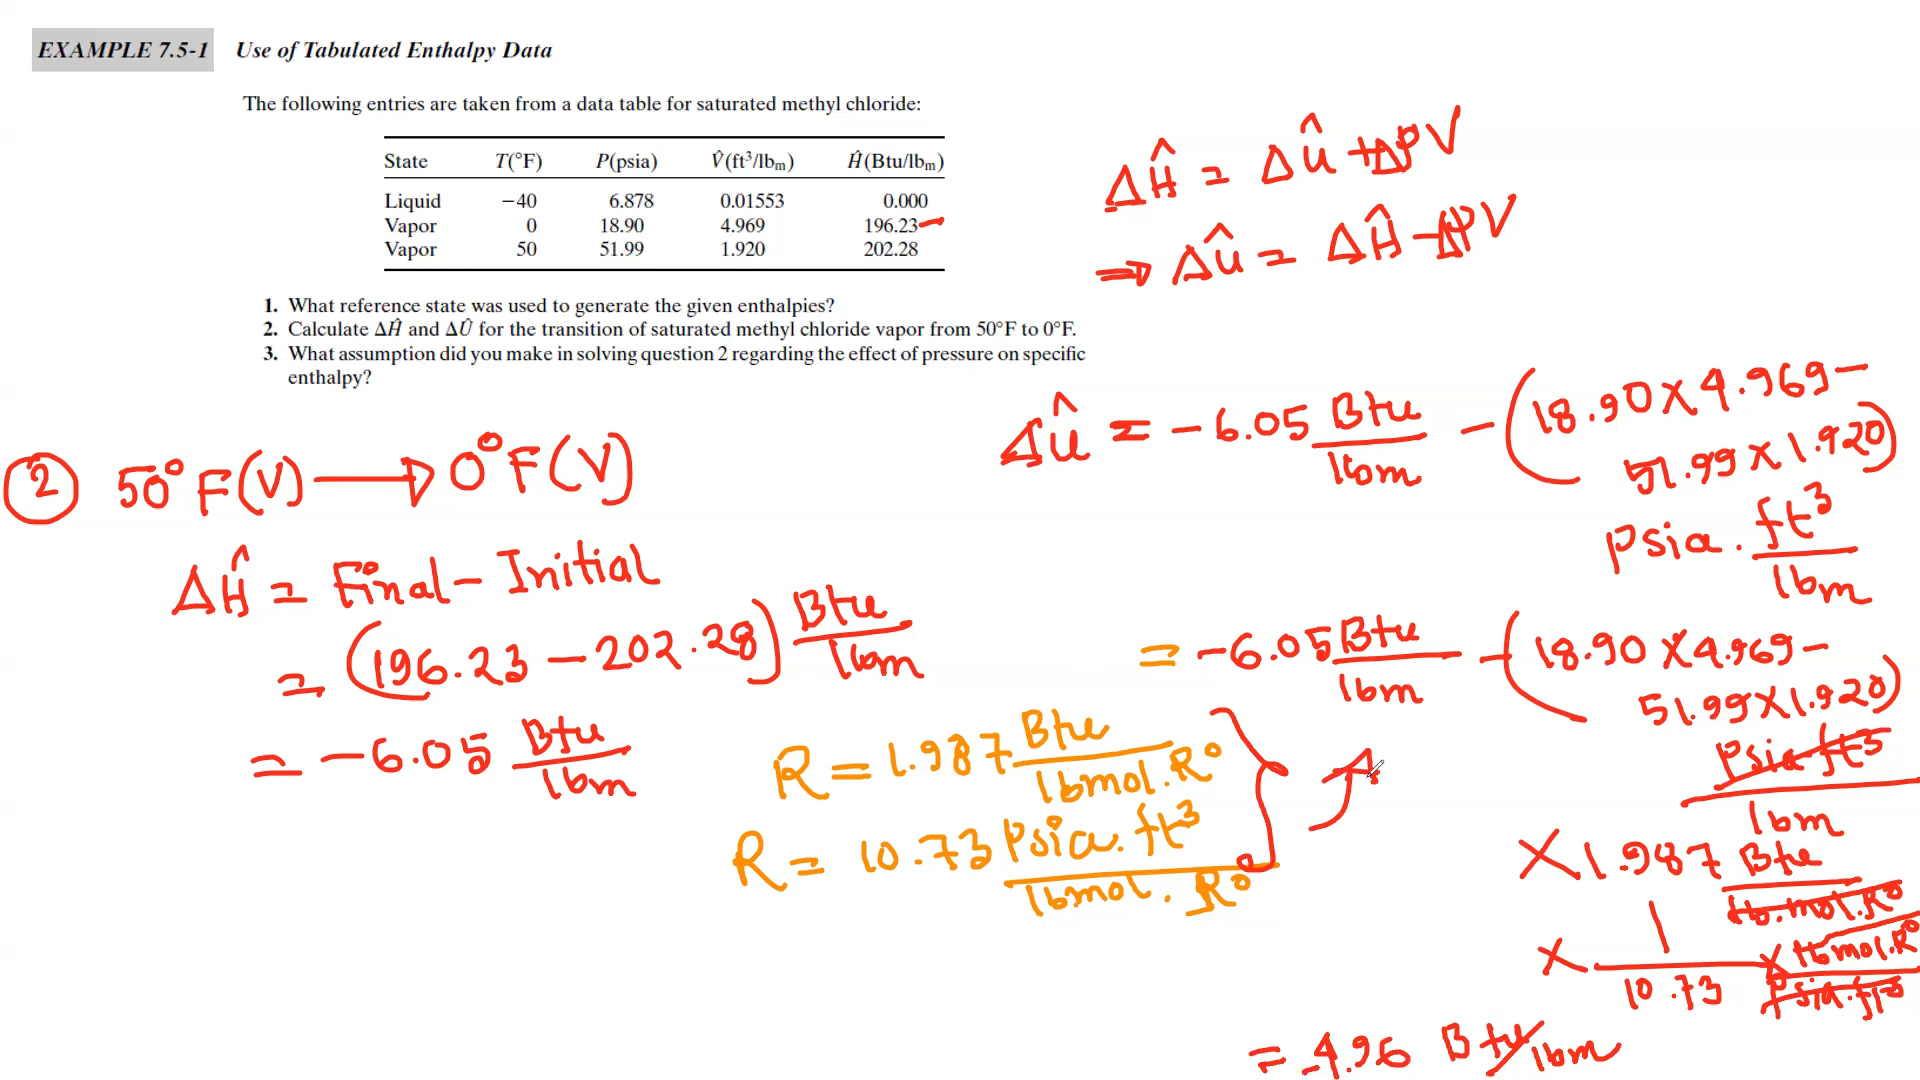 EXAMPLE 7.5-1 Use of Tabulated Enthalpy Data
The following entries are taken from a data table for saturated methyl chloride:
State T(°F) P(psia) V̂(ft³/lbₘ) Ĥ(Btu/lbₘ)
Liquid −40 6.878 0.01553 0.000
Vapor 0 18.90 4.969 196.23
Vapor 50 51.99 1.920 202.28
1. What reference state was used to generate the given enthalpies?
2. Calculate ΔĤ and ΔÛ for the transition of saturated methyl chloride vapor from 50°F to 0°F.
3. What assumption did you make in solving question 2 regarding the effect of pressure on specific
enthalpy?
ΔĤ = Δû + ΔPV
⇒ Δû = ΔĤ − ΔPV
② 50°F(V) → 0°F(V)
ΔĤ = Final − Initial
= (196.23 − 202.28) Btu/lbm
= −6.05 Btu/lbm
Δû = −6.05 Btu/lbm − (18.90 × 4.969 −
51.99 × 1.920)
Psia . ft³/lbm
= −6.05 Btu/lbm − (18.90 × 4.969 −
51.99 × 1.920)
Psia·ft³
lbm
× 1.987 Btu
lb.mol.R°
× 1/10.73 × lbmol.R°
Psia.ft³
= −4.96 Btu/lbm
R = 1.987 Btu/lbmol.R°
R = 10.73 Psia. ft³/lbmol. R°